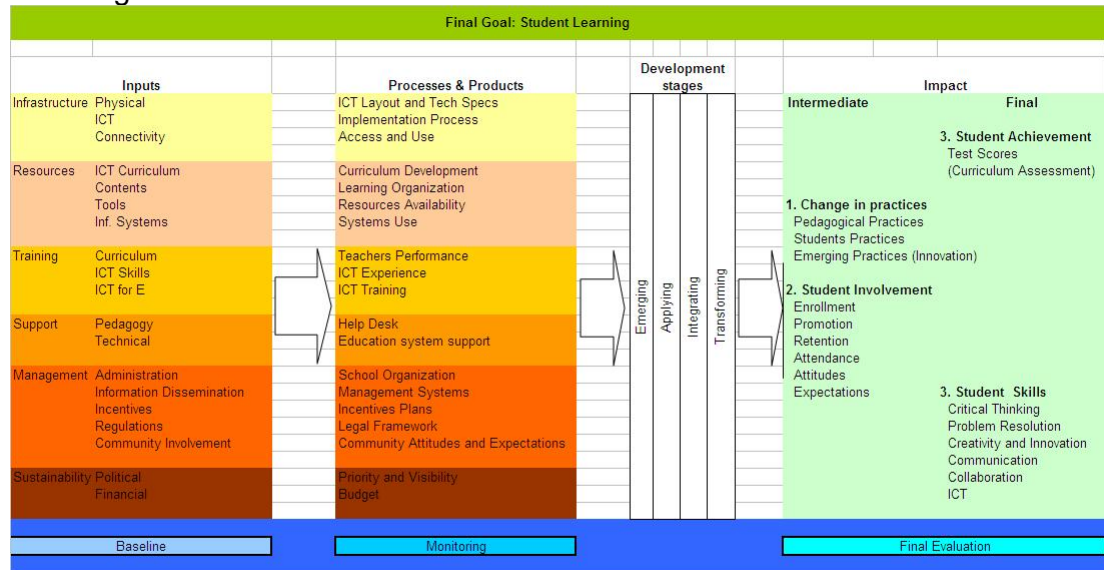 Final Goal: Student Learning
Inputs
Processes & Products
Development
stages
Impact
Infrastructure Physical
ICT
Connectivity
ICT Layout and Tech Specs
Implementation Process
Access and Use
Resources ICT Curriculum
Contents
Tools
Inf. Systems
Curriculum Development
Learning Organization
Resources Availability
Systems Use
Training Curriculum
ICT Skills
ICT for E
Teachers Performance
ICT Experience
ICT Training
Support Pedagogy
Technical
Help Desk
Education system support
Management Administration
Information Dissemination
Incentives
Regulations
Community Involvement
School Organization
Management Systems
Incentives Plans
Legal Framework
Community Attitudes and Expectations
Sustainability Political
Financial
Priority and Visibility
Budget
Emerging
Applying
Integrating
Transforming
Intermediate
Final
3. Student Achievement
Test Scores
(Curriculum Assessment)
1. Change in practices
Pedagogical Practices
Students Practices
Emerging Practices (Innovation)
2. Student Involvement
Enrollment
Promotion
Retention
Attendance
Attitudes
Expectations
3. Student Skills
Critical Thinking
Problem Resolution
Creativity and Innovation
Communication
Collaboration
ICT
Baseline
Monitoring
Final Evaluation